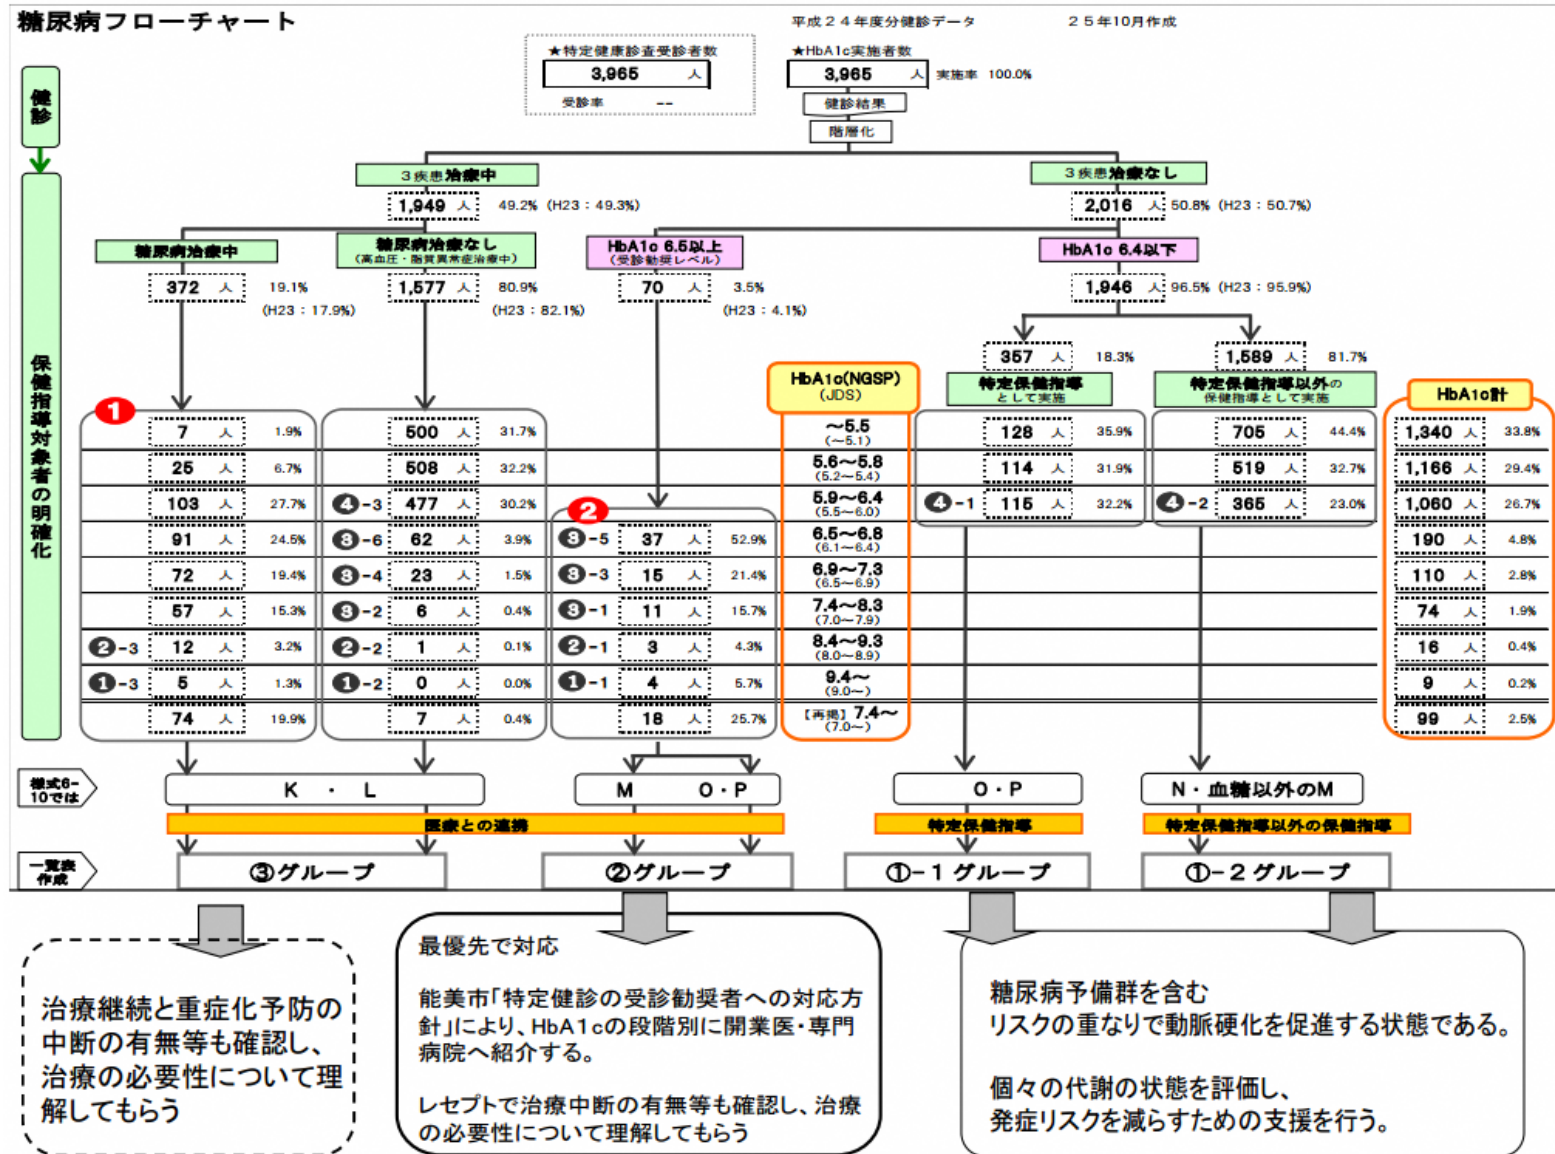 糖尿病フローチャート
平成２４年度分健診データ
２５年10月作成
★特定健康診査受診者数
3,965 人
受診率 --
★HbA1c実施者数
3,965 人 実施率 100.0%
健診結果
階層化
健診
保健指導対象者の明確化
３疾患治療中
1,949 人 49.2% (H23：49.3%)
３疾患治療なし
2,016 人 50.8% (H23：50.7%)
糖尿病治療中
372 人 19.1%
(H23：17.9%)
糖尿病治療なし
(高血圧・脂質異常症治療中)
1,577 人 80.9%
(H23：82.1%)
HbA1c 6.5以上
(受診勧奨レベル)
70 人 3.5%
(H23：4.1%)
HbA1c 6.4以下
1,946 人 96.5% (H23：95.9%)
357 人 18.3%
特定保健指導
として実施
1,589 人 81.7%
特定保健指導以外の
保健指導として実施
HbA1c(NGSP)
(JDS)
HbA1c計
1
2
7 人 1.9% 500 人 31.7% ～5.5 128 人 35.9% 705 人 44.4% 1,340 人 33.8%
(～5.1)
25 人 6.7% 508 人 32.2% 5.6～5.8 114 人 31.9% 519 人 32.7% 1,166 人 29.4%
(5.2～5.4)
103 人 27.7% ❹-3 477 人 30.2% 5.9～6.4 ❹-1 115 人 32.2% ❹-2 365 人 23.0% 1,060 人 26.7%
(5.5～6.0)
91 人 24.5% ❸-6 62 人 3.9% ❸-5 37 人 52.9% 6.5～6.8 190 人 4.8%
(6.1～6.4)
72 人 19.4% ❸-4 23 人 1.5% ❸-3 15 人 21.4% 6.9～7.3 110 人 2.8%
(6.5～6.9)
57 人 15.3% ❸-2 6 人 0.4% ❸-1 11 人 15.7% 7.4～8.3 74 人 1.9%
(7.0～7.9)
❷-3 12 人 3.2% ❷-2 1 人 0.1% ❷-1 3 人 4.3% 8.4～9.3 16 人 0.4%
(8.0～8.9)
❶-3 5 人 1.3% ❶-2 0 人 0.0% ❶-1 4 人 5.7% 9.4～ 9 人 0.2%
(9.0～)
74 人 19.9% 7 人 0.4% 18 人 25.7% 【再掲】7.4～ 99 人 2.5%
(7.0～)
様式6-
10では
K ・ L
M O・P
O・P
N・血糖以外のM
医療との連携
特定保健指導
特定保健指導以外の保健指導
一覧表
作成
③グループ
②グループ
①-１グループ
①-２グループ
治療継続と重症化予防の
中断の有無等も確認し、
治療の必要性について理
解してもらう
最優先で対応
能美市「特定健診の受診勧奨者への対応方
針」により、HbA1cの段階別に開業医・専門
病院へ紹介する。
レセプトで治療中断の有無等も確認し、治療
の必要性について理解してもらう
糖尿病予備群を含む
リスクの重なりで動脈硬化を促進する状態である。
個々の代謝の状態を評価し、
発症リスクを減らすための支援を行う。